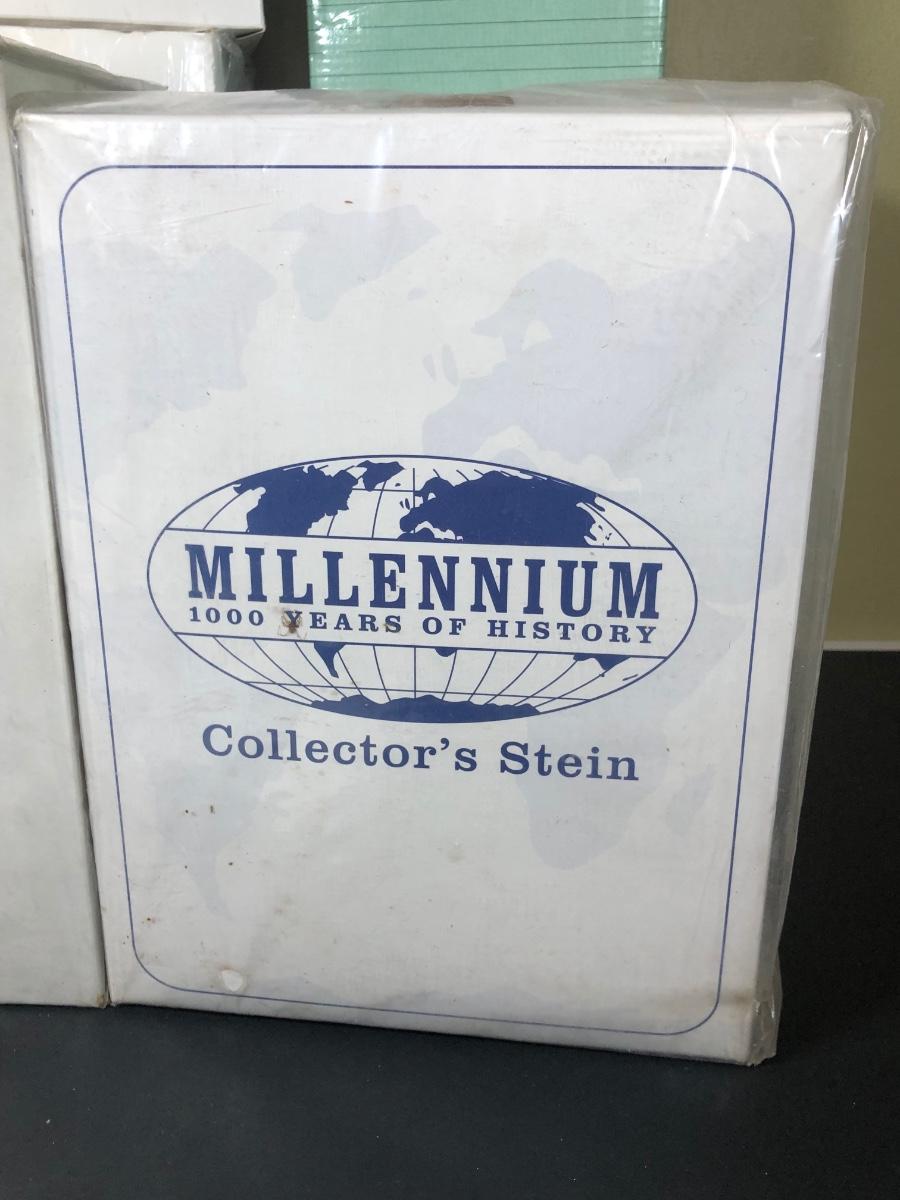 MILLENNIUM
1000 YEARS OF HISTORY
Collector's Stein